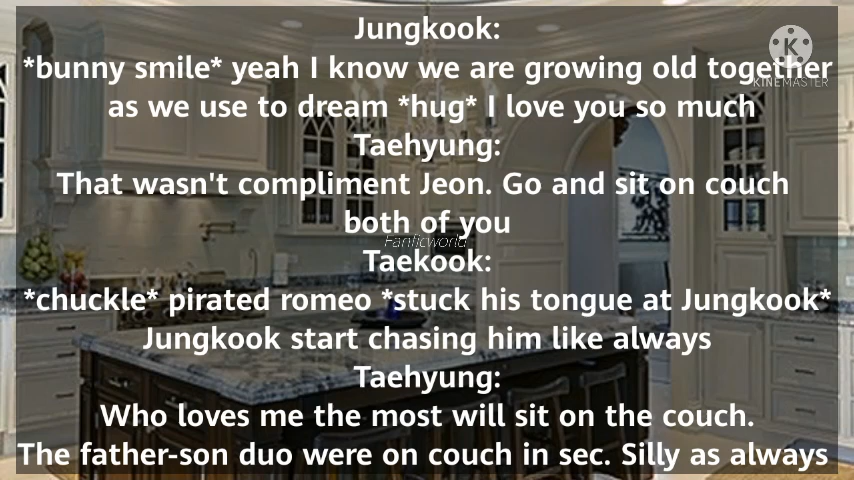 Jungkook:
*bunny smile* yeah I know we are growing old together
as we use to dream *hug* I love you so much
Taehyung:
That wasn't compliment Jeon. Go and sit on couch
both of you
Fanficworld
Taekook:
*chuckle* pirated romeo *stuck his tongue at Jungkook*
Jungkook start chasing him like always
Taehyung:
Who loves me the most will sit on the couch.
The father-son duo were on couch in sec. Silly as always
K
KINEMASTER